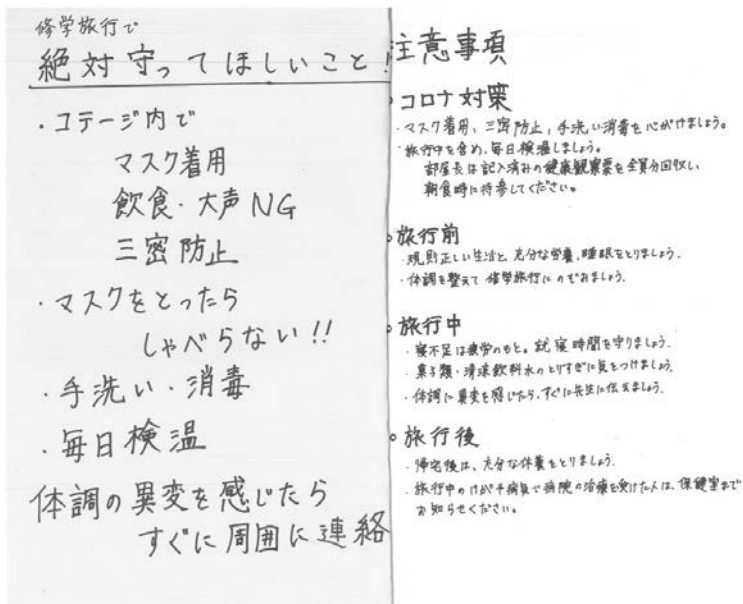 修学旅行で
絶対守ってほしいこと!
・コテージ内で
マスク着用
飲食・大声NG
三密防止
・マスクをとったら
しゃべらない!!
・手洗い・消毒
・毎日検温
体調の異変を感じたら
すぐに周囲に連絡
注意事項
○コロナ対策
・マスク着用、三密防止、手洗い消毒を心がけましょう。
・旅行中を含め、毎日検温しましょう。
部屋長は記入済みの健康観察票を全員分回収し、
朝食時に持参してください。
○旅行前
・規則正しい生活と充分な栄養、睡眠をとりましょう。
・体調を整えて修学旅行にのぞみましょう。
○旅行中
・寝不足は疲労のもと。就寝時間を守りましょう。
・菓子類・清涼飲料水のとりすぎに気をつけましょう。
・体調に異変を感じたら、すぐに先生に伝えましょう。
○旅行後
・帰宅後は、充分な休養をとりましょう。
・旅行中のけがや病気で病院の治療を受けた人は、保健室まで
お知らせください。